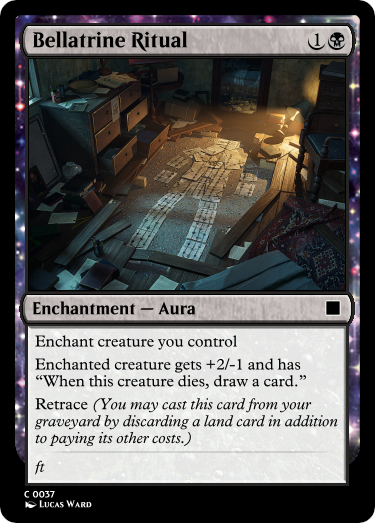 Bellatrine Ritual 1
Enchantment — Aura
Enchant creature you control
Enchanted creature gets +2/-1 and has
“When this creature dies, draw a card.”
Retrace (You may cast this card from your
graveyard by discarding a land card in addition
to paying its other costs.)
ft
C 0037
Lucas Ward